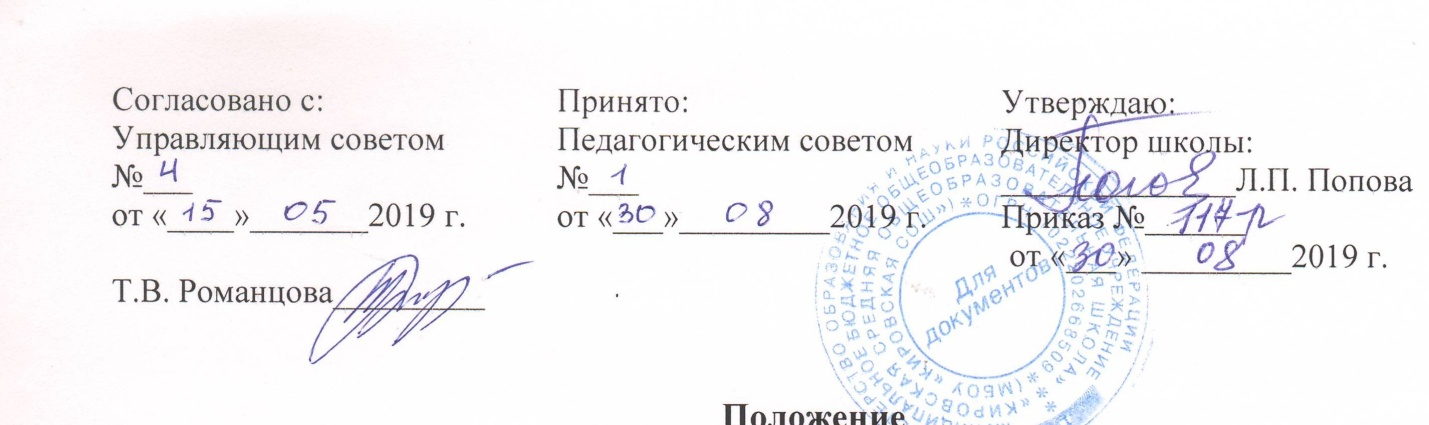 Согласовано с:
Управляющим советом
№ 4
от «15» 05 2019 г.
Т.В. Романцова
Принято:
Педагогическим советом
№ 1
от «30» 08 2019 г.
Утверждаю:
Директор школы:
Л.П. Попова
Приказ № 117р
от «30» 08 2019 г.
Для
документов
Положение